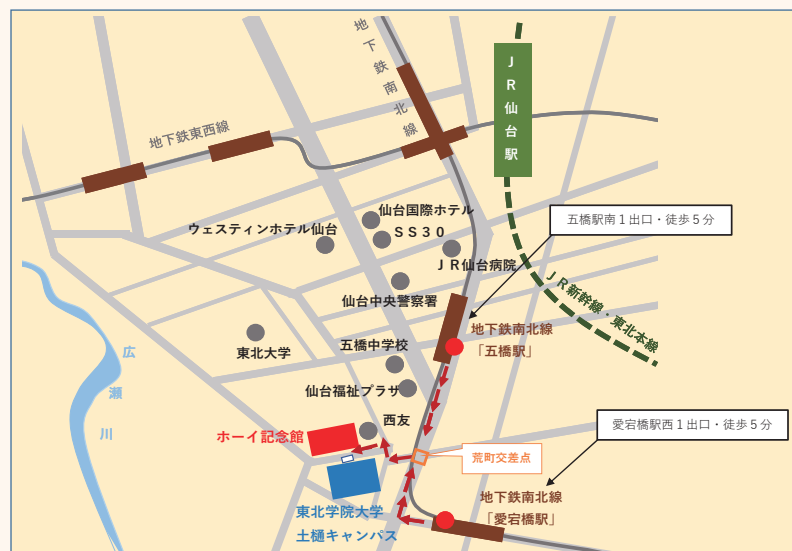 地下鉄南北線
JR仙台駅
地下鉄東西線
仙台国際ホテル
ウェスティンホテル仙台
SS30
五橋駅南1出口・徒歩5分
JR仙台病院
JR新幹線・東北本線
仙台中央警察署
地下鉄南北線
「五橋駅」
広瀬川
東北大学
五橋中学校
仙台福祉プラザ
西友
愛宕橋駅西1出口・徒歩5分
ホーイ記念館
荒町交差点
地下鉄南北線
「愛宕橋駅」
東北学院大学
土樋キャンパス